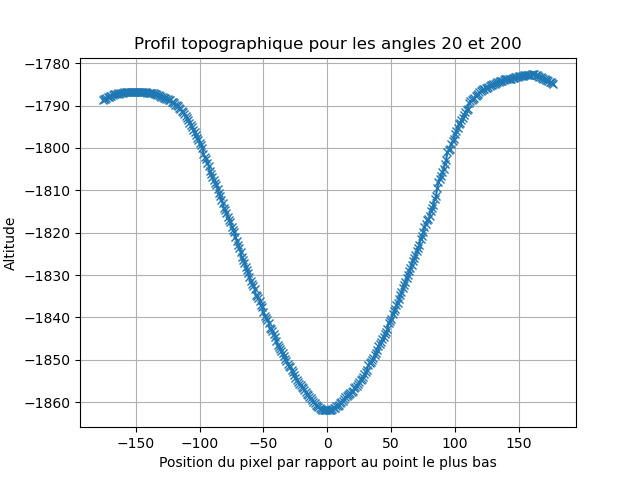 Profil topographique pour les angles 20 et 200
Altitude
−1780
−1790
−1800
−1810
−1820
−1830
−1840
−1850
−1860
−150 −100 −50 0 50 100 150
Position du pixel par rapport au point le plus bas